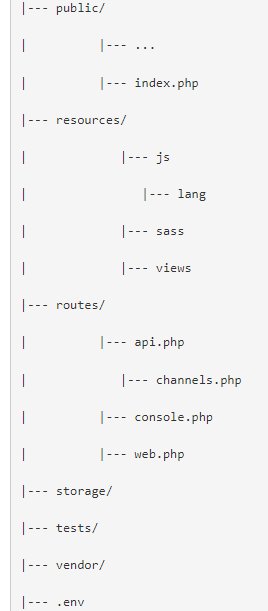 |--- public/
|          |--- ...
|          |--- index.php
|--- resources/
|             |--- js
|                |--- lang
|             |--- sass
|             |--- views
|--- routes/
|          |--- api.php
|             |--- channels.php
|          |--- console.php
|          |--- web.php
|--- storage/
|--- tests/
|--- vendor/
|--- .env